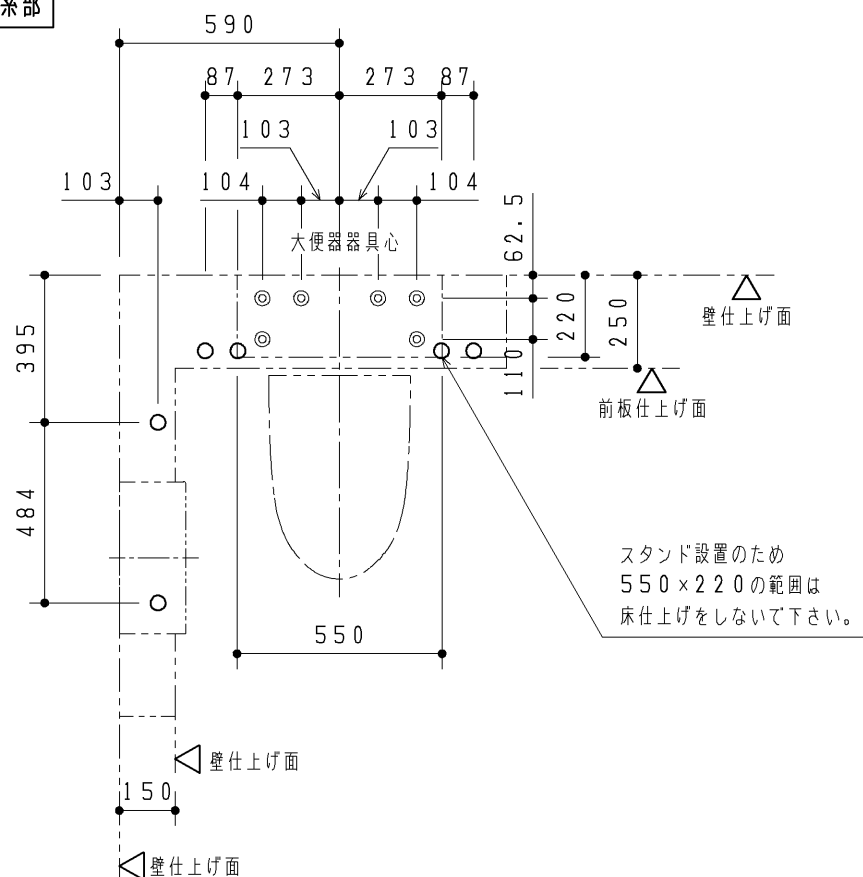 系部
590
87
273
273
87
103
103
103
104
104
62.5
大便器器具心
220
250
壁仕上げ面
395
110
前板仕上げ面
484
スタンド設置のため
550×220の範囲は
床仕上げをしないで下さい。
550
壁仕上げ面
150
壁仕上げ面